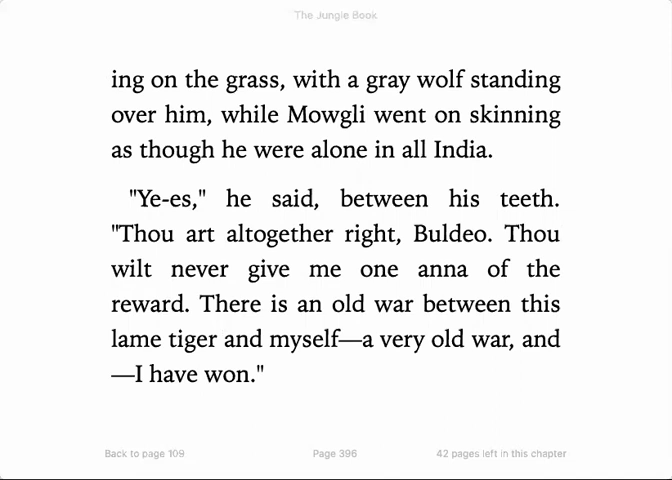 The Jungle Book
ing on the grass, with a gray wolf standing
over him, while Mowgli went on skinning
as though he were alone in all India.
"Ye-es," he said, between his teeth.
"Thou art altogether right, Buldeo. Thou
wilt never give me one anna of the
reward. There is an old war between this
lame tiger and myself—a very old war, and
—I have won."
Back to page 109 Page 396 42 pages left in this chapter